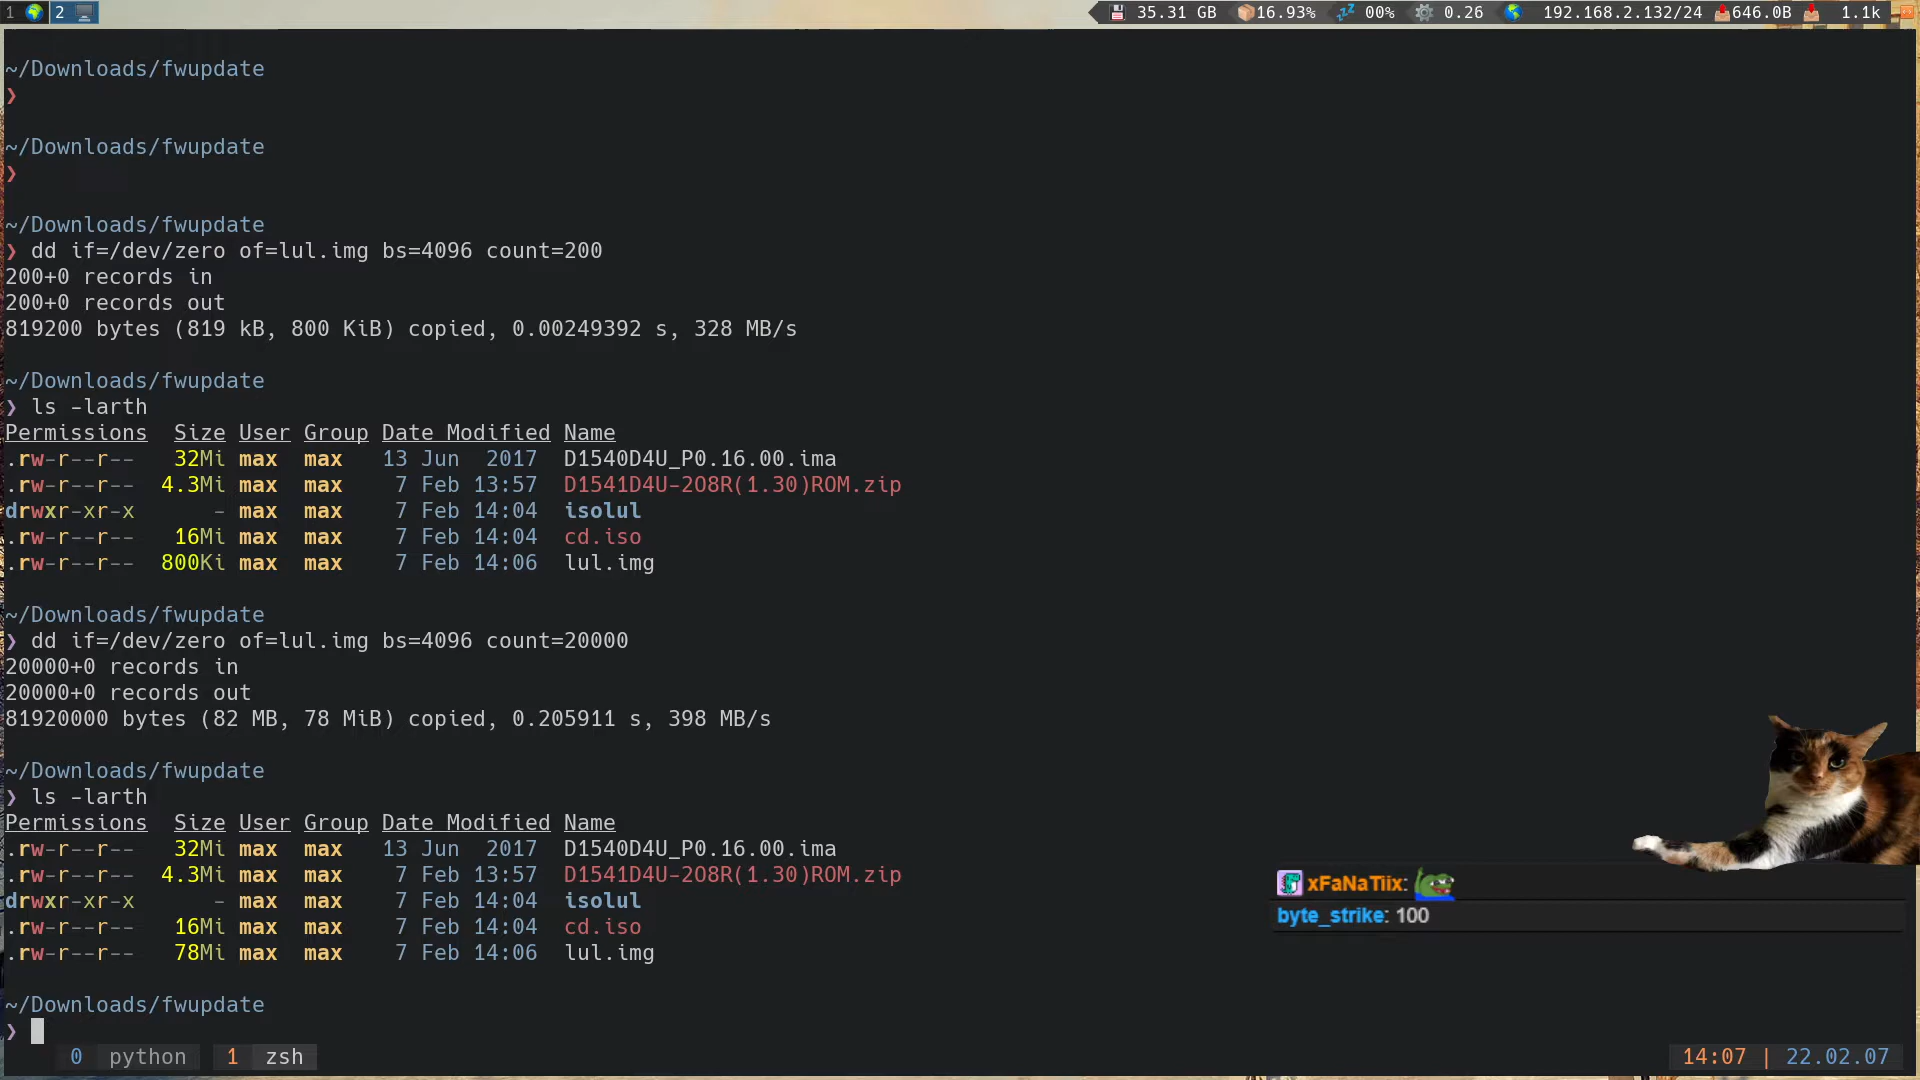 1 2 35.31 GB 16.93% 00% 0.26 192.168.2.132/24 646.0B 1.1k
~/Downloads/fwupdate
❯
~/Downloads/fwupdate
❯
~/Downloads/fwupdate
❯ dd if=/dev/zero of=lul.img bs=4096 count=200
200+0 records in
200+0 records out
819200 bytes (819 kB, 800 KiB) copied, 0.00249392 s, 328 MB/s
~/Downloads/fwupdate
❯ ls -larth
Permissions Size User Group Date Modified Name
.rw-r--r-- 32Mi max max 13 Jun 2017 D1540D4U_P0.16.00.ima
.rw-r--r-- 4.3Mi max max 7 Feb 13:57 D1541D4U-2O8R(1.30)ROM.zip
drwxr-xr-x - max max 7 Feb 14:04 isolul
.rw-r--r-- 16Mi max max 7 Feb 14:04 cd.iso
.rw-r--r-- 800Ki max max 7 Feb 14:06 lul.img
~/Downloads/fwupdate
❯ dd if=/dev/zero of=lul.img bs=4096 count=20000
20000+0 records in
20000+0 records out
81920000 bytes (82 MB, 78 MiB) copied, 0.205911 s, 398 MB/s
~/Downloads/fwupdate
❯ ls -larth
Permissions Size User Group Date Modified Name
.rw-r--r-- 32Mi max max 13 Jun 2017 D1540D4U_P0.16.00.ima
.rw-r--r-- 4.3Mi max max 7 Feb 13:57 D1541D4U-2O8R(1.30)ROM.zip
drwxr-xr-x - max max 7 Feb 14:04 isolul
.rw-r--r-- 16Mi max max 7 Feb 14:04 cd.iso
.rw-r--r-- 78Mi max max 7 Feb 14:06 lul.img
xFaNaTiix:
byte_strike: 100
~/Downloads/fwupdate
❯
0 python 1 zsh 14:07 | 22.02.07